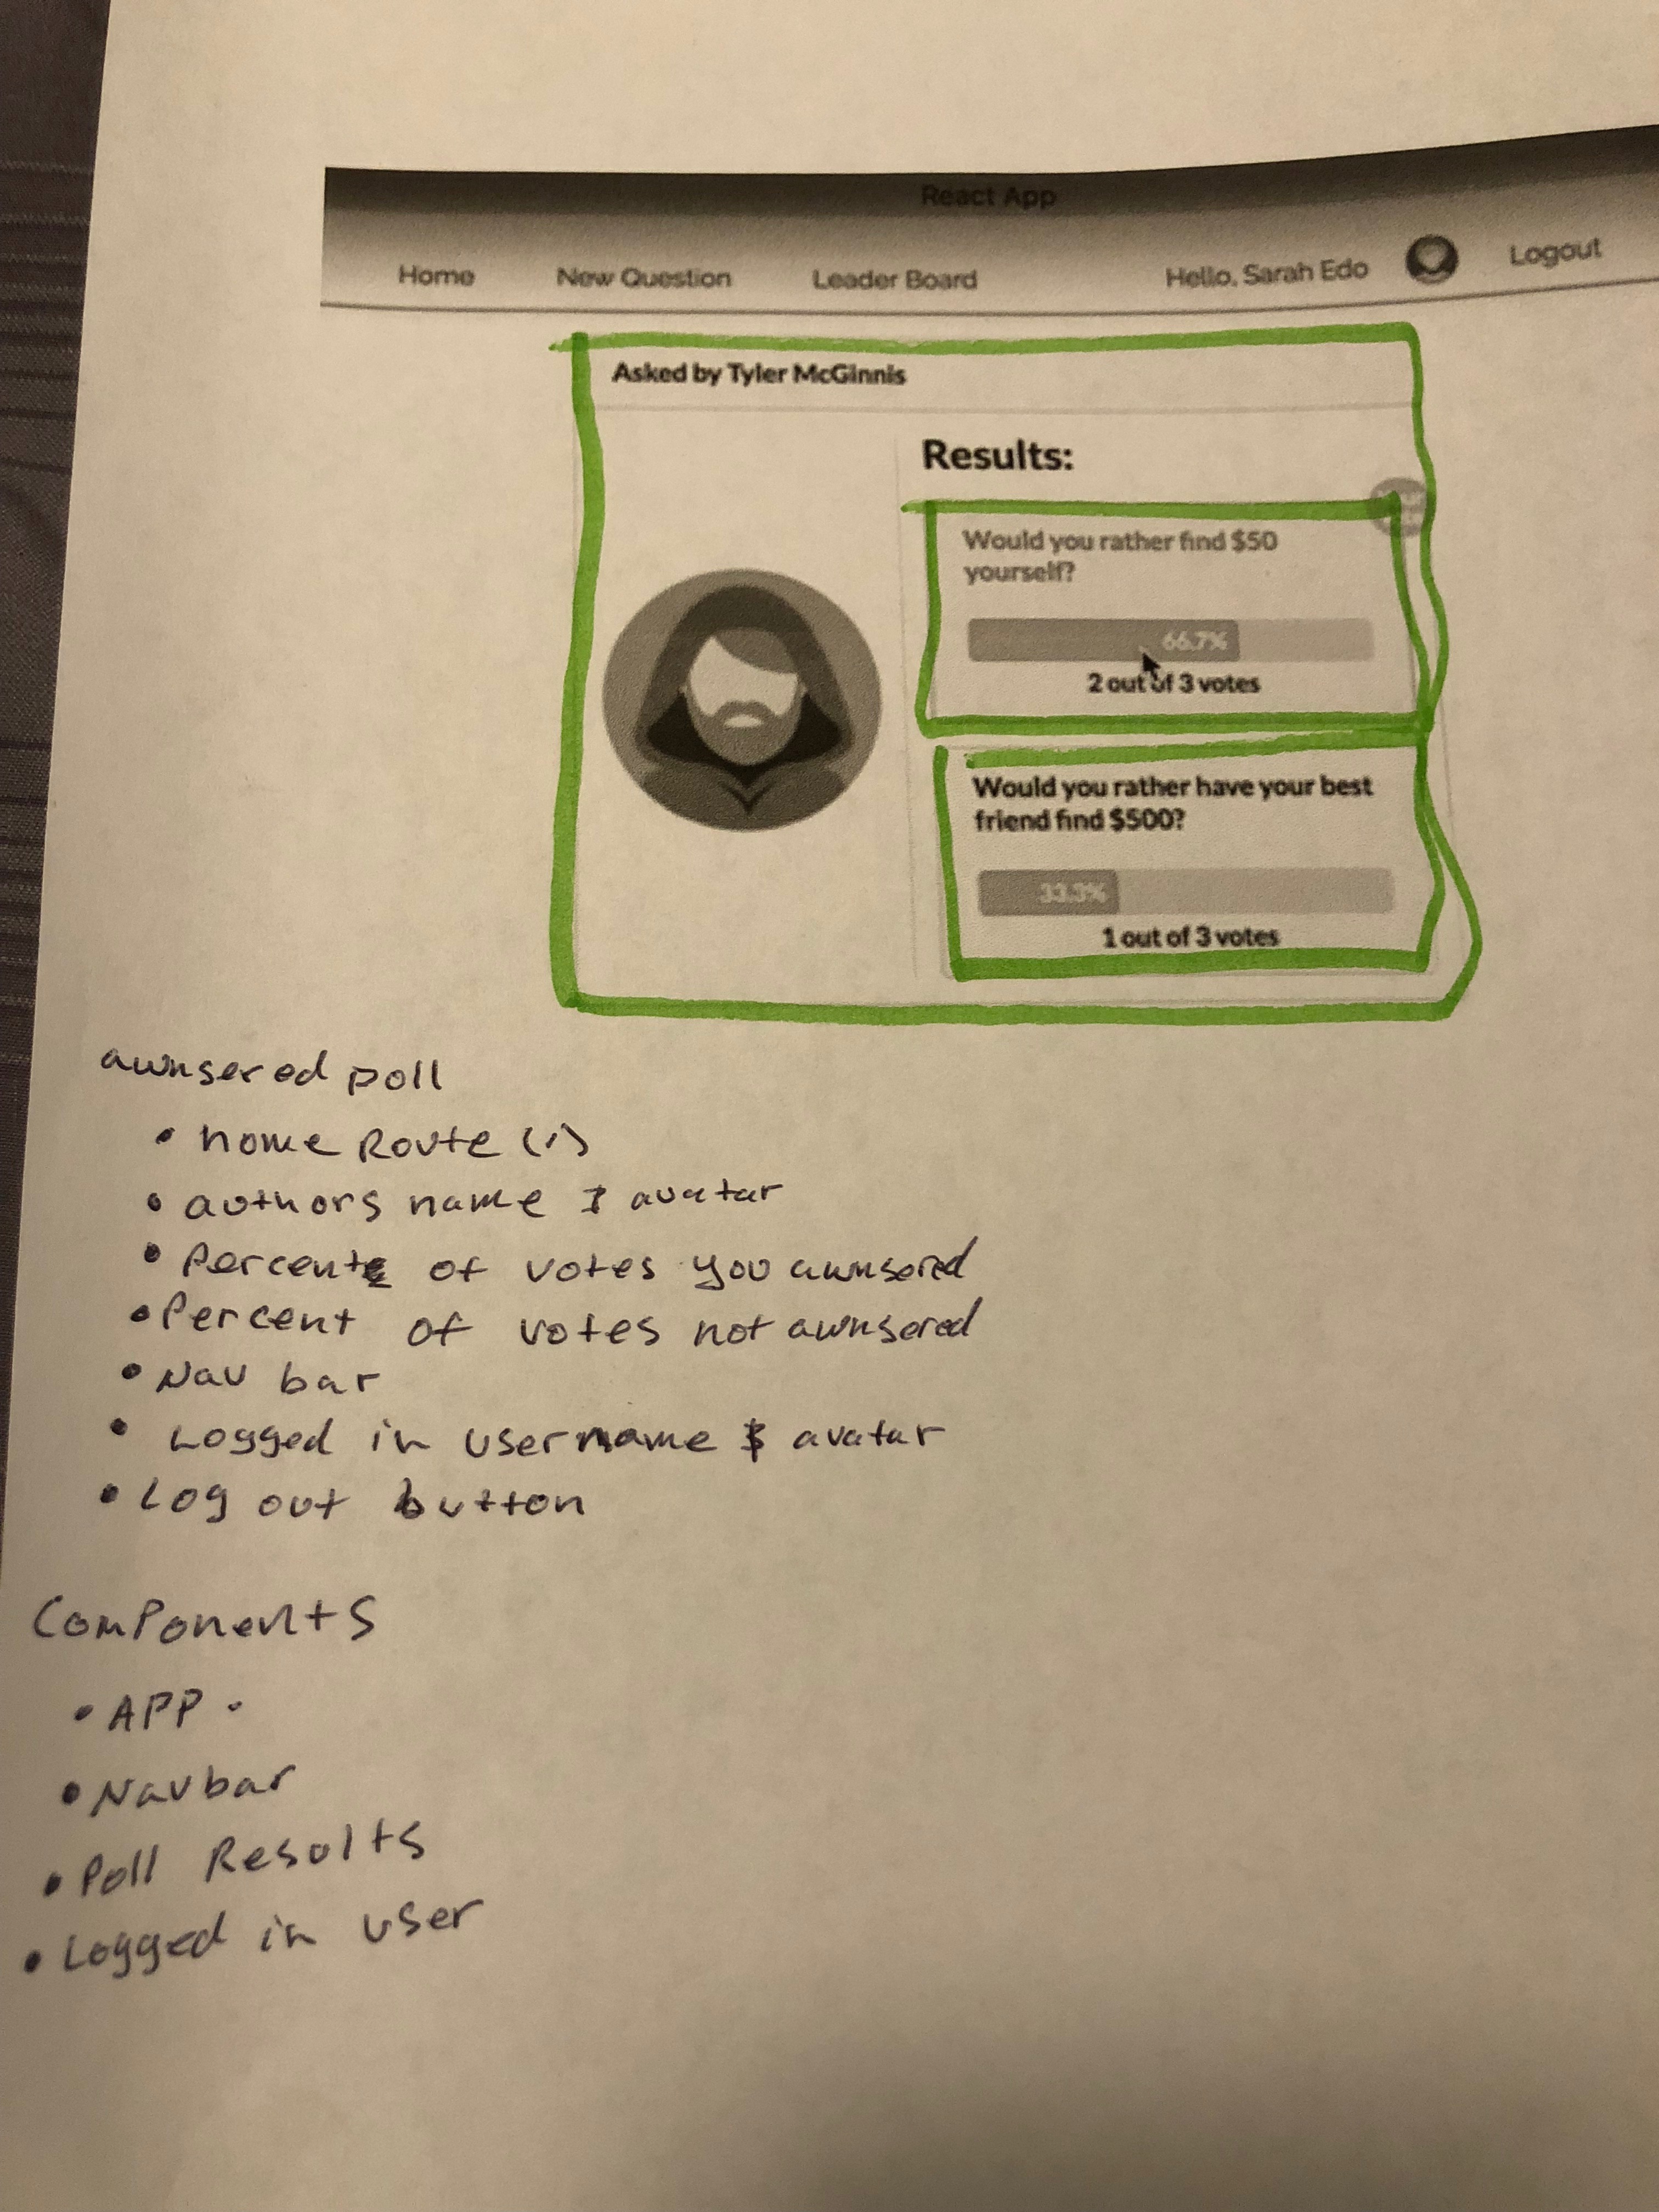 React App
Home New Question Leader Board Hello, Sarah Edo Logout
Asked by Tyler McGinnis
Results:
Would you rather find $50
yourself?
66.7%
2 out of 3 votes
Would you rather have your best
friend find $500?
33.3%
1 out of 3 votes
awnsered poll
• home Route (/)
• authors name & avatar
• Percent of votes you awnsered
• Percent of votes not awnsered
• Nav bar
• Logged in username & avatar
• Log out button
Components
• APP
• Navbar
• Poll Results
• Logged in user